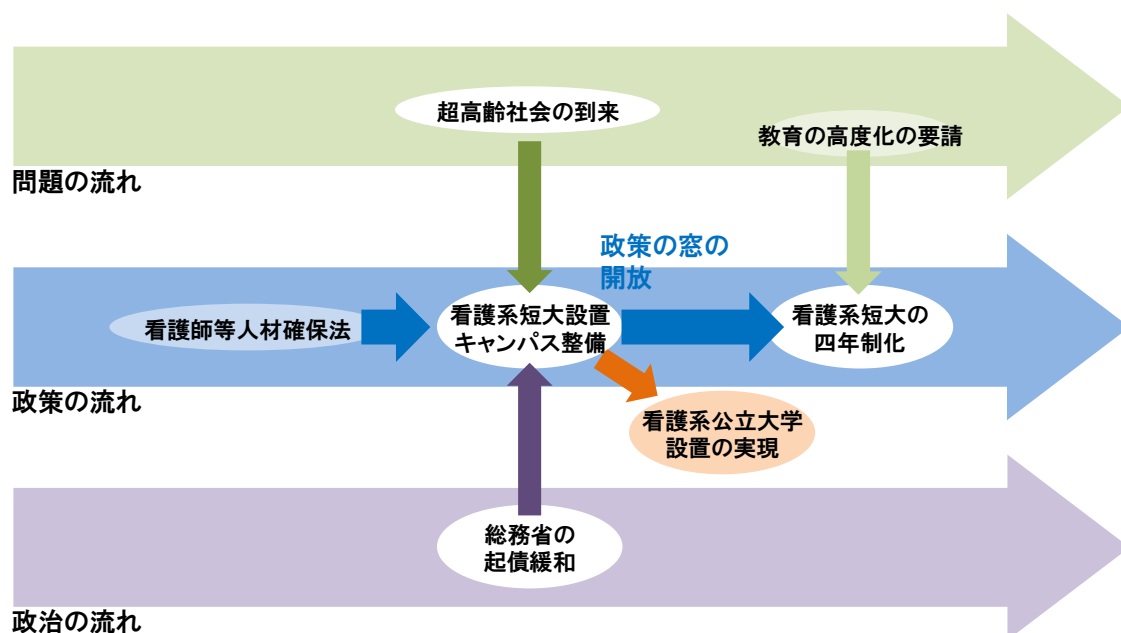 超高齢社会の到来
教育の高度化の要請
問題の流れ
政策の窓の
開放
看護師等人材確保法
看護系短大設置
キャンパス整備
看護系短大の
四年制化
政策の流れ
看護系公立大学
設置の実現
総務省の
起債緩和
政治の流れ